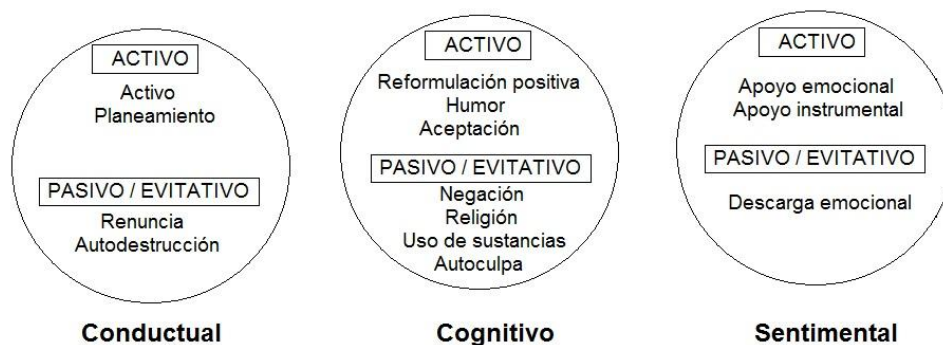 ACTIVO
Activo
Planeamiento
PASIVO / EVITATIVO
Renuncia
Autodestrucción
Conductual
ACTIVO
Reformulación positiva
Humor
Aceptación
PASIVO / EVITATIVO
Negación
Religión
Uso de sustancias
Autoculpa
Cognitivo
ACTIVO
Apoyo emocional
Apoyo instrumental
PASIVO / EVITATIVO
Descarga emocional
Sentimental